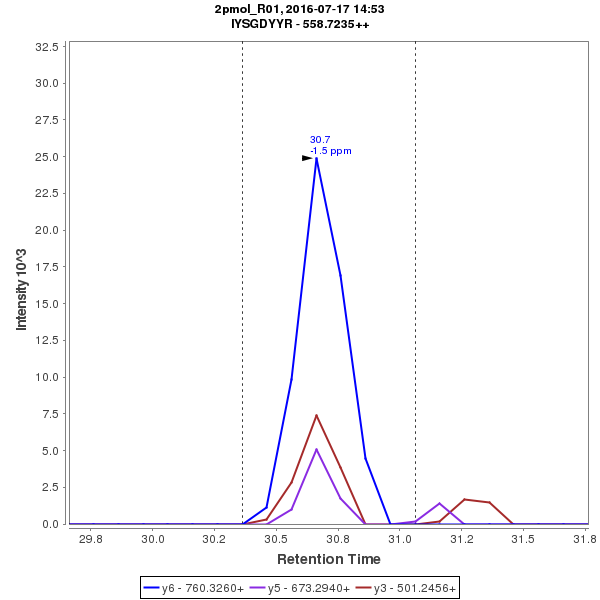 2pmol_R01, 2016-07-17 14:53
IYSGDYYR - 558.7235++
Intensity 10^3
32.5
30.0
27.5
25.0
22.5
20.0
17.5
15.0
12.5
10.0
7.5
5.0
2.5
0.0
30.7
-1.5 ppm
29.8 30.0 30.2 30.5 30.8 31.0 31.2 31.5 31.8
Retention Time
y6 - 760.3260+ y5 - 673.2940+ y3 - 501.2456+